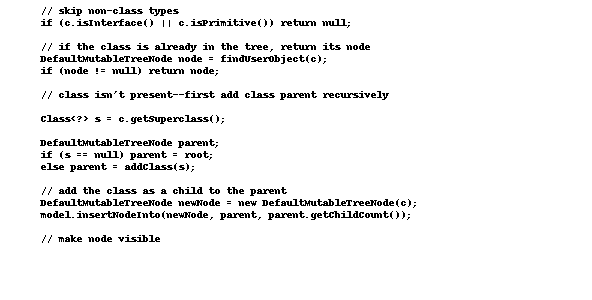 // skip non-class types
if (c.isInterface() || c.isPrimitive()) return null;
// if the class is already in the tree, return its node
DefaultMutableTreeNode node = findUserObject(c);
if (node != null) return node;
// class isn't present--first add class parent recursively
Class<?> s = c.getSuperclass();
DefaultMutableTreeNode parent;
if (s == null) parent = root;
else parent = addClass(s);
// add the class as a child to the parent
DefaultMutableTreeNode newNode = new DefaultMutableTreeNode(c);
model.insertNodeInto(newNode, parent, parent.getChildCount());
// make node visible